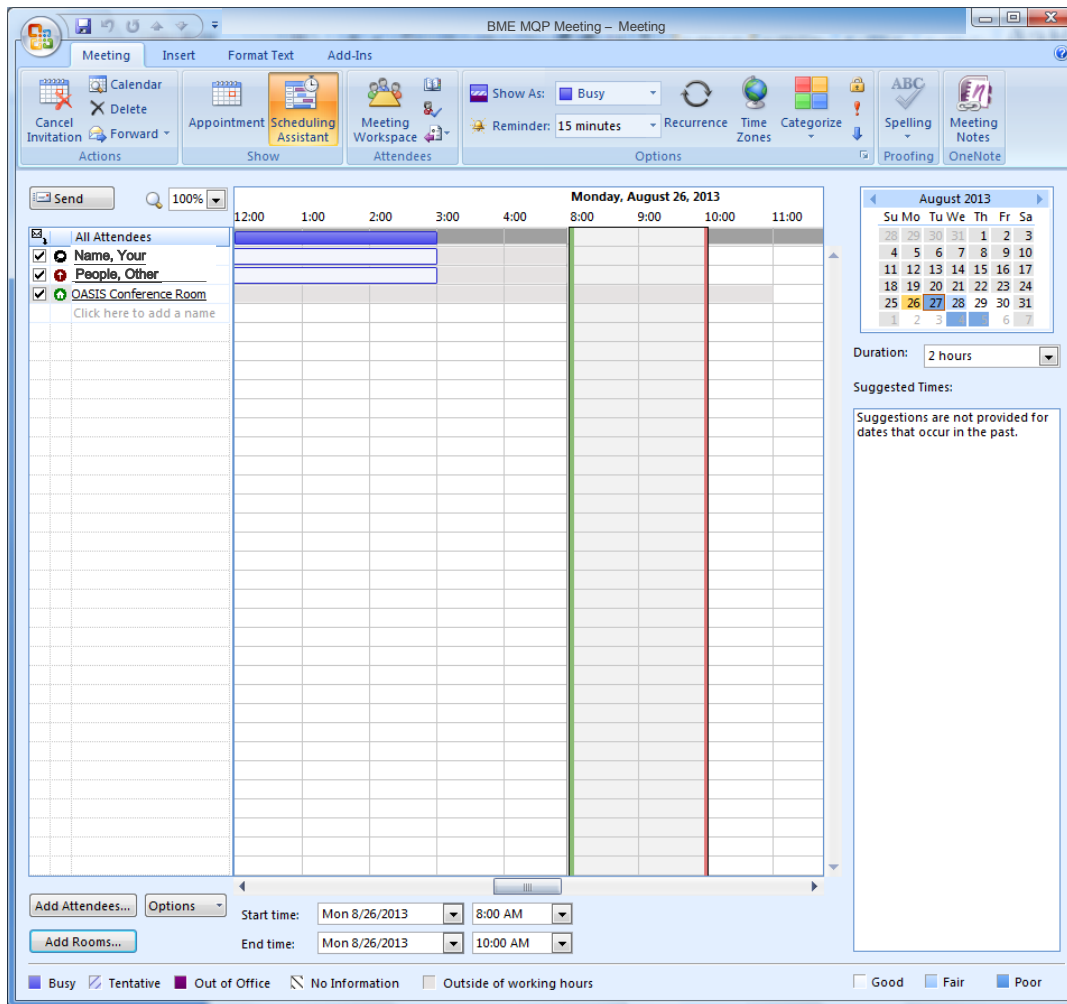 BME MQP Meeting – Meeting
Meeting Insert Format Text Add-Ins
Cancel Invitation
Calendar
Delete
Forward
Actions
Appointment
Scheduling Assistant
Show
Meeting Workspace
Attendees
Show As: Busy
Reminder: 15 minutes
Recurrence
Time Zones
Categorize
Options
ABC
Spelling
Proofing
Meeting Notes
OneNote
Send
100%
Monday, August 26, 2013
12:00 1:00 2:00 3:00 4:00 8:00 9:00 10:00 11:00
All Attendees
Name, Your
People, Other
OASIS Conference Room
Click here to add a name
August 2013
Su Mo Tu We Th Fr Sa
28 29 30 31 1 2 3
4 5 6 7 8 9 10
11 12 13 14 15 16 17
18 19 20 21 22 23 24
25 26 27 28 29 30 31
1 2 3 4 5 6 7
Duration: 2 hours
Suggested Times:
Suggestions are not provided for
dates that occur in the past.
Add Attendees... Options
Add Rooms...
Start time: Mon 8/26/2013 8:00 AM
End time: Mon 8/26/2013 10:00 AM
Busy Tentative Out of Office No Information Outside of working hours
Good Fair Poor